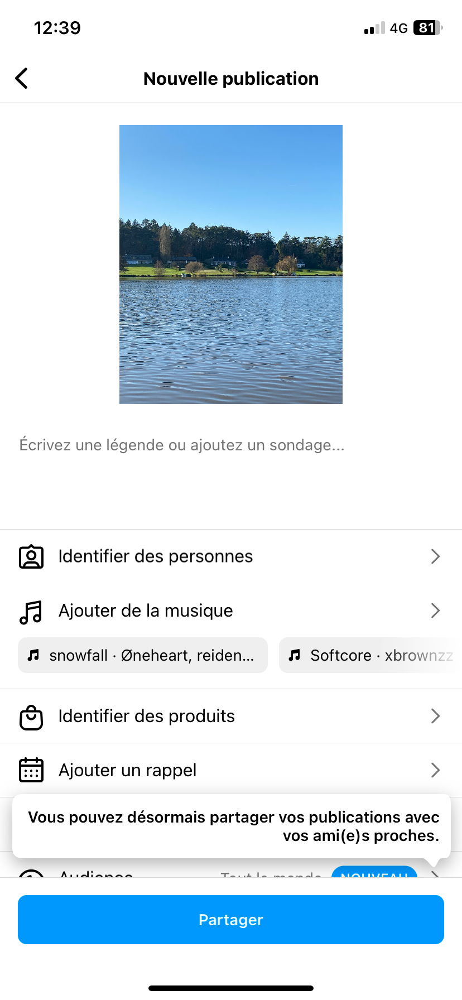 12:39
4G 81
Nouvelle publication
Écrivez une légende ou ajoutez un sondage...
Identifier des personnes
Ajouter de la musique
snowfall · Øneheart, reiden... Softcore · xbrownzz
Identifier des produits
Ajouter un rappel
Vous pouvez désormais partager vos publications avec
vos ami(e)s proches.
Audience Tout le monde NOUVEAU
Partager